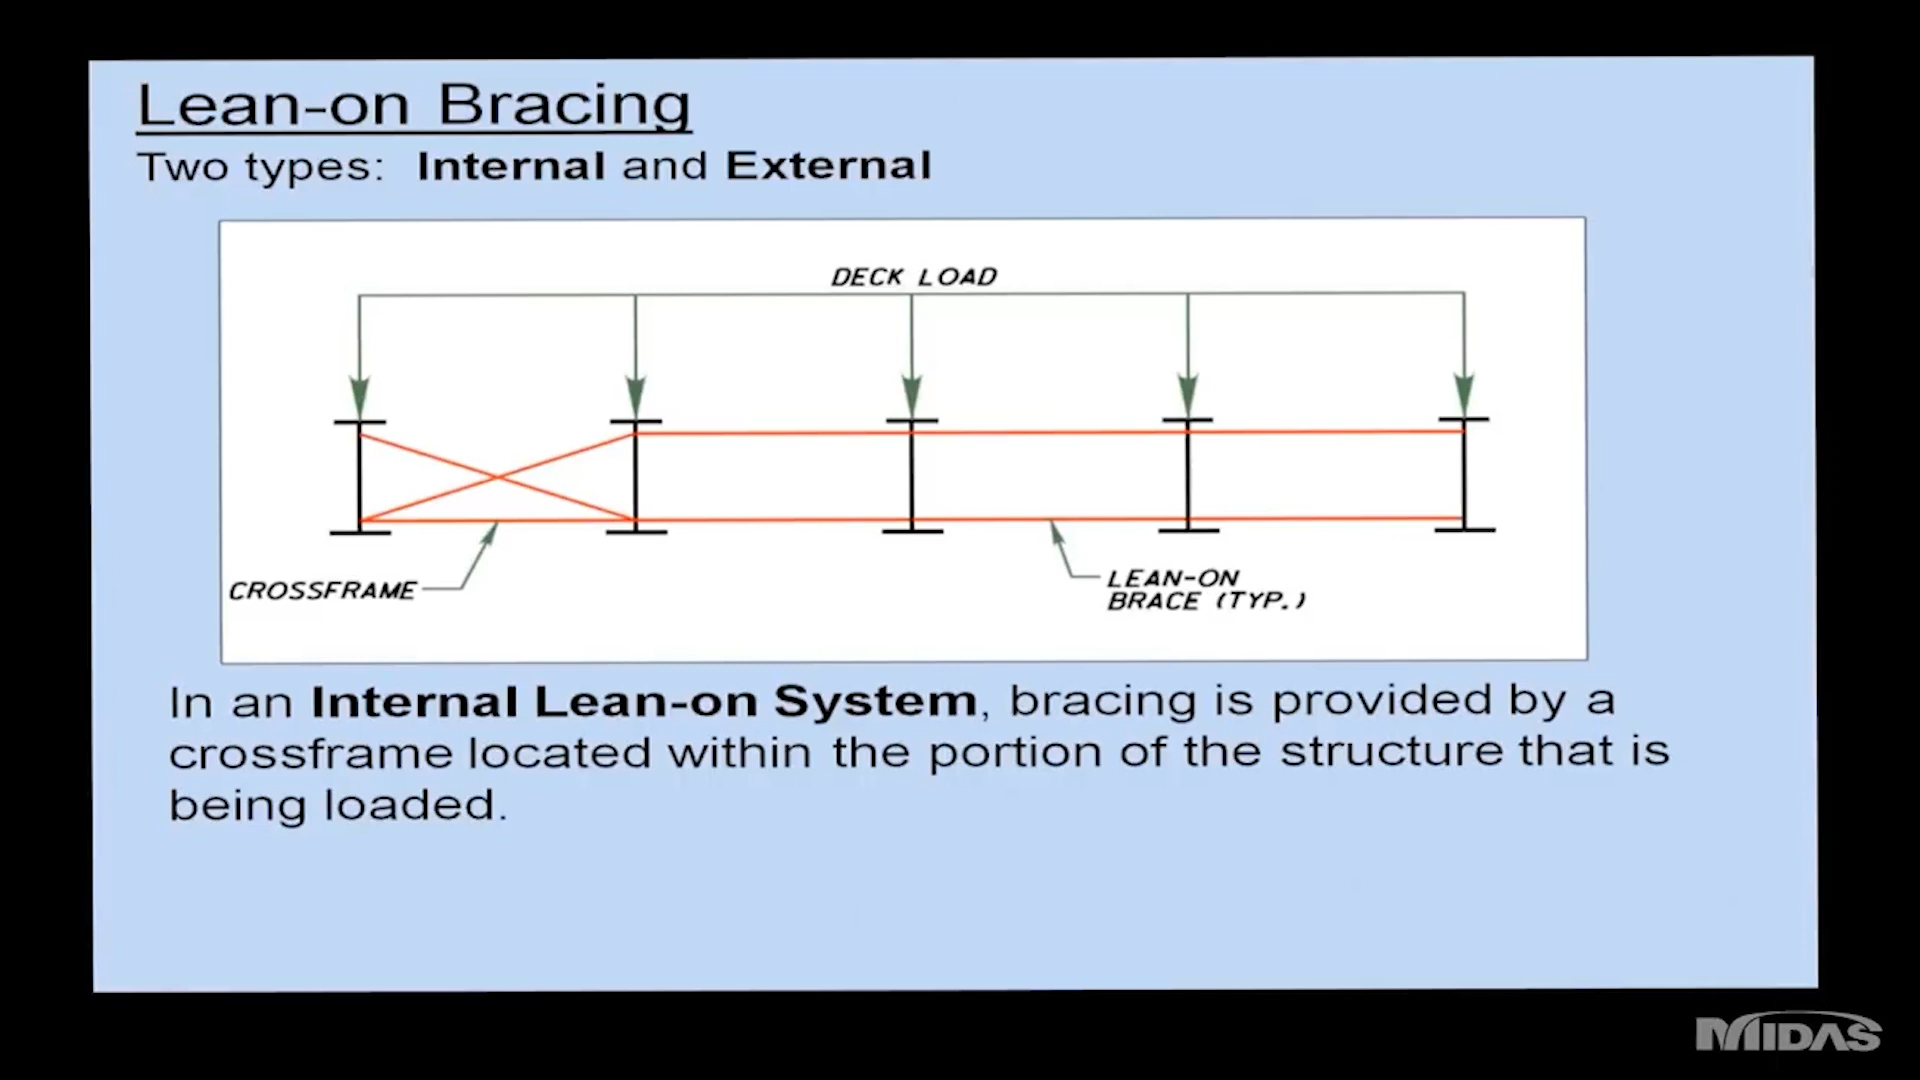 Lean-on Bracing
Two types: Internal and External
DECK LOAD
CROSSFRAME
LEAN-ON
BRACE (TYP.)
In an Internal Lean-on System, bracing is provided by a
crossframe located within the portion of the structure that is
being loaded.
MIDAS